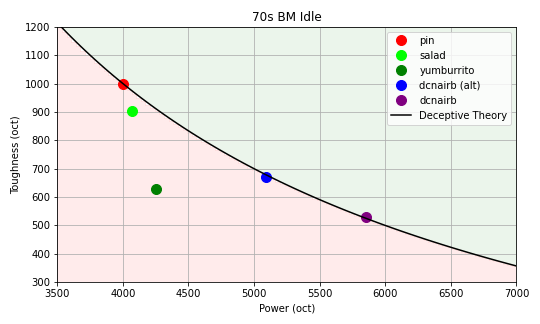 70s BM Idle
1200
1100
1000
900
800
700
600
500
400
300
Toughness (oct)
3500
4000
4500
5000
5500
6000
6500
7000
Power (oct)
pin
salad
yumburrito
dcnairb (alt)
dcnairb
Deceptive Theory